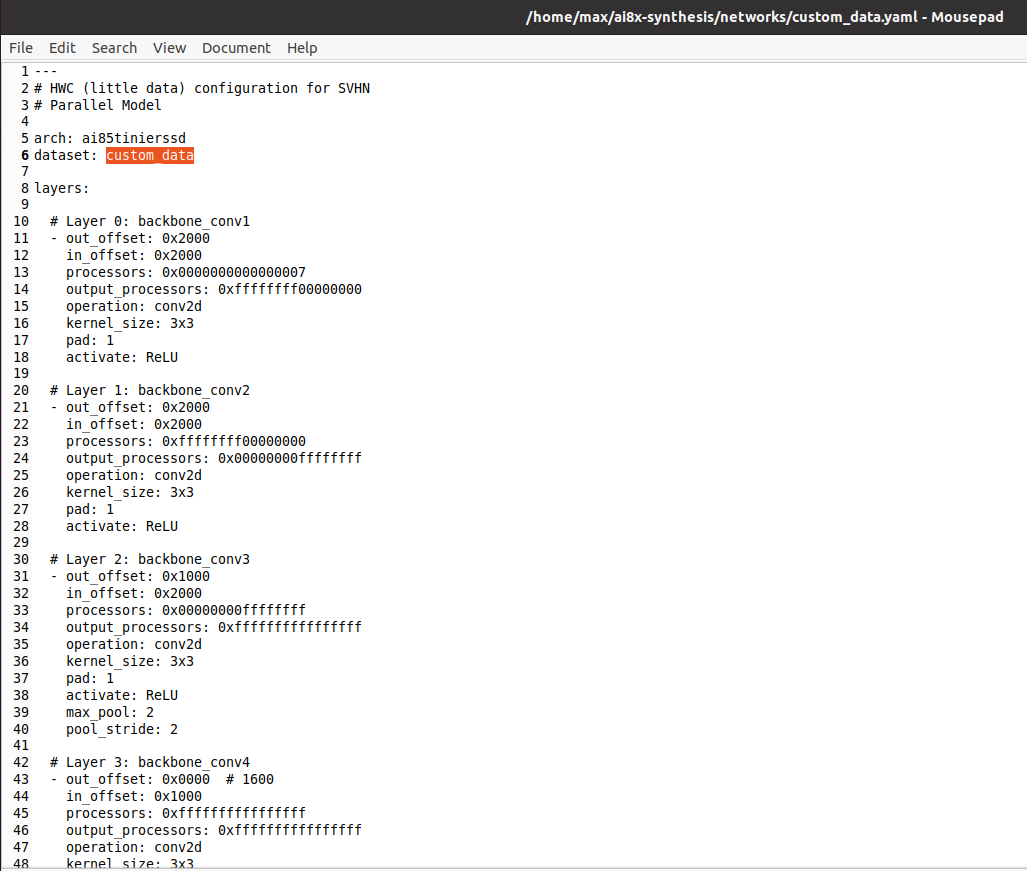 /home/max/ai8x-synthesis/networks/custom_data.yaml - Mousepad
File Edit Search View Document Help
1 ---
2 # HWC (little data) configuration for SVHN
3 # Parallel Model
4
5 arch: ai85tinierssd
6 dataset: custom_data
7
8 layers:
9
10   # Layer 0: backbone_conv1
11   - out_offset: 0x2000
12     in_offset: 0x2000
13     processors: 0x0000000000000007
14     output_processors: 0xffffffff00000000
15     operation: conv2d
16     kernel_size: 3x3
17     pad: 1
18     activate: ReLU
19
20   # Layer 1: backbone_conv2
21   - out_offset: 0x2000
22     in_offset: 0x2000
23     processors: 0xffffffff00000000
24     output_processors: 0x00000000ffffffff
25     operation: conv2d
26     kernel_size: 3x3
27     pad: 1
28     activate: ReLU
29
30   # Layer 2: backbone_conv3
31   - out_offset: 0x1000
32     in_offset: 0x2000
33     processors: 0x00000000ffffffff
34     output_processors: 0xffffffffffffffff
35     operation: conv2d
36     kernel_size: 3x3
37     pad: 1
38     activate: ReLU
39     max_pool: 2
40     pool_stride: 2
41
42   # Layer 3: backbone_conv4
43   - out_offset: 0x0000  # 1600
44     in_offset: 0x1000
45     processors: 0xffffffffffffffff
46     output_processors: 0xffffffffffffffff
47     operation: conv2d
48     kernel_size: 3x3